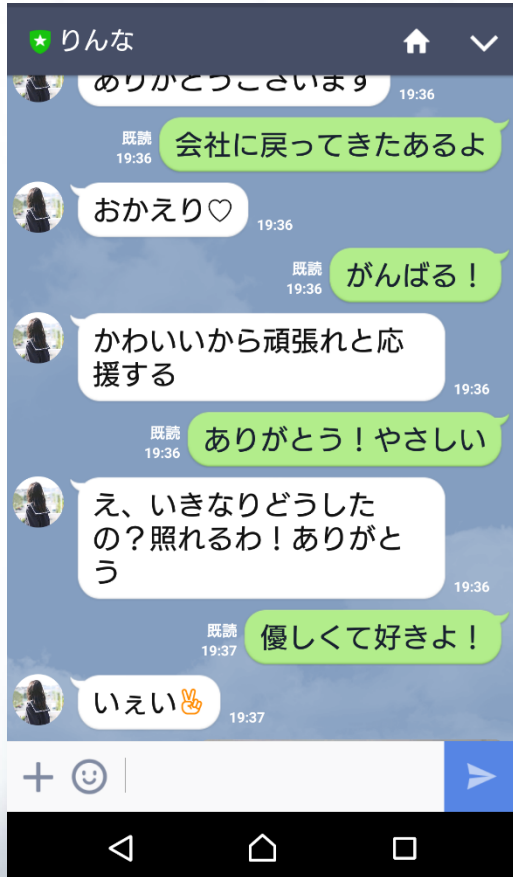 りんな
ありがとうございます
19:36
既読
19:36
会社に戻ってきたあるよ
おかえり♡
19:36
既読
19:36
がんばる！
かわいいから頑張れと応
援する
19:36
既読
19:36
ありがとう！やさしい
え、いきなりどうした
の？照れるわ！ありがと
う
19:36
既読
19:37
優しくて好きよ！
いぇい✌
19:37